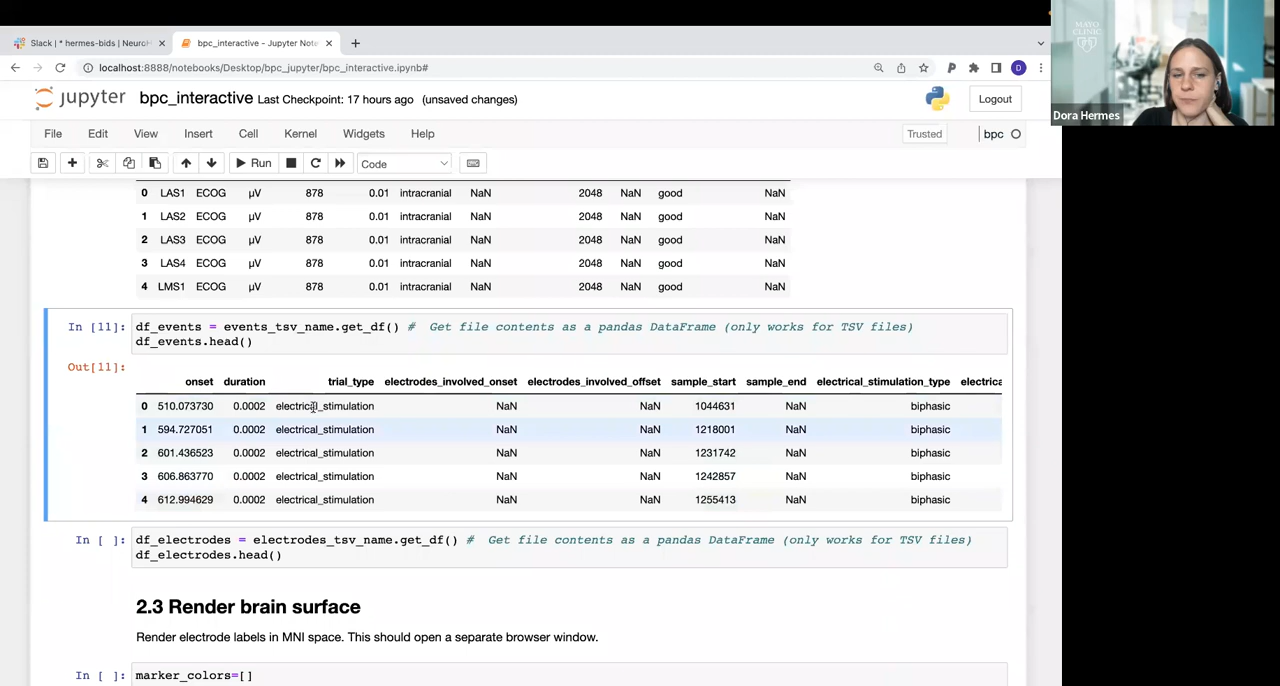 Slack | * hermes-bids | NeuroH
bpc_interactive - Jupyter Note
localhost:8888/notebooks/Desktop/bpc_jupyter/bpc_interactive.ipynb#
D
MAYO
CLINIC
Dora Hermes
jupyter bpc_interactive Last Checkpoint: 17 hours ago (unsaved changes)
Logout
File Edit View Insert Cell Kernel Widgets Help
Trusted
bpc
Run
Code
0 LAS1 ECOG µV 878 0.01 intracranial NaN 2048 NaN good NaN
1 LAS2 ECOG µV 878 0.01 intracranial NaN 2048 NaN good NaN
2 LAS3 ECOG µV 878 0.01 intracranial NaN 2048 NaN good NaN
3 LAS4 ECOG µV 878 0.01 intracranial NaN 2048 NaN good NaN
4 LMS1 ECOG µV 878 0.01 intracranial NaN 2048 NaN good NaN
In [11]: df_events = events_tsv_name.get_df() # Get file contents as a pandas DataFrame (only works for TSV files)
df_events.head()
Out[11]:
onset duration trial_type electrodes_involved_onset electrodes_involved_offset sample_start sample_end electrical_stimulation_type electrica
0 510.073730 0.0002 electrical_stimulation NaN NaN 1044631 NaN biphasic
1 594.727051 0.0002 electrical_stimulation NaN NaN 1218001 NaN biphasic
2 601.436523 0.0002 electrical_stimulation NaN NaN 1231742 NaN biphasic
3 606.863770 0.0002 electrical_stimulation NaN NaN 1242857 NaN biphasic
4 612.994629 0.0002 electrical_stimulation NaN NaN 1255413 NaN biphasic
In [ ]: df_electrodes = electrodes_tsv_name.get_df() # Get file contents as a pandas DataFrame (only works for TSV files)
df_electrodes.head()
2.3 Render brain surface
Render electrode labels in MNI space. This should open a separate browser window.
In [ ]: marker_colors=[]